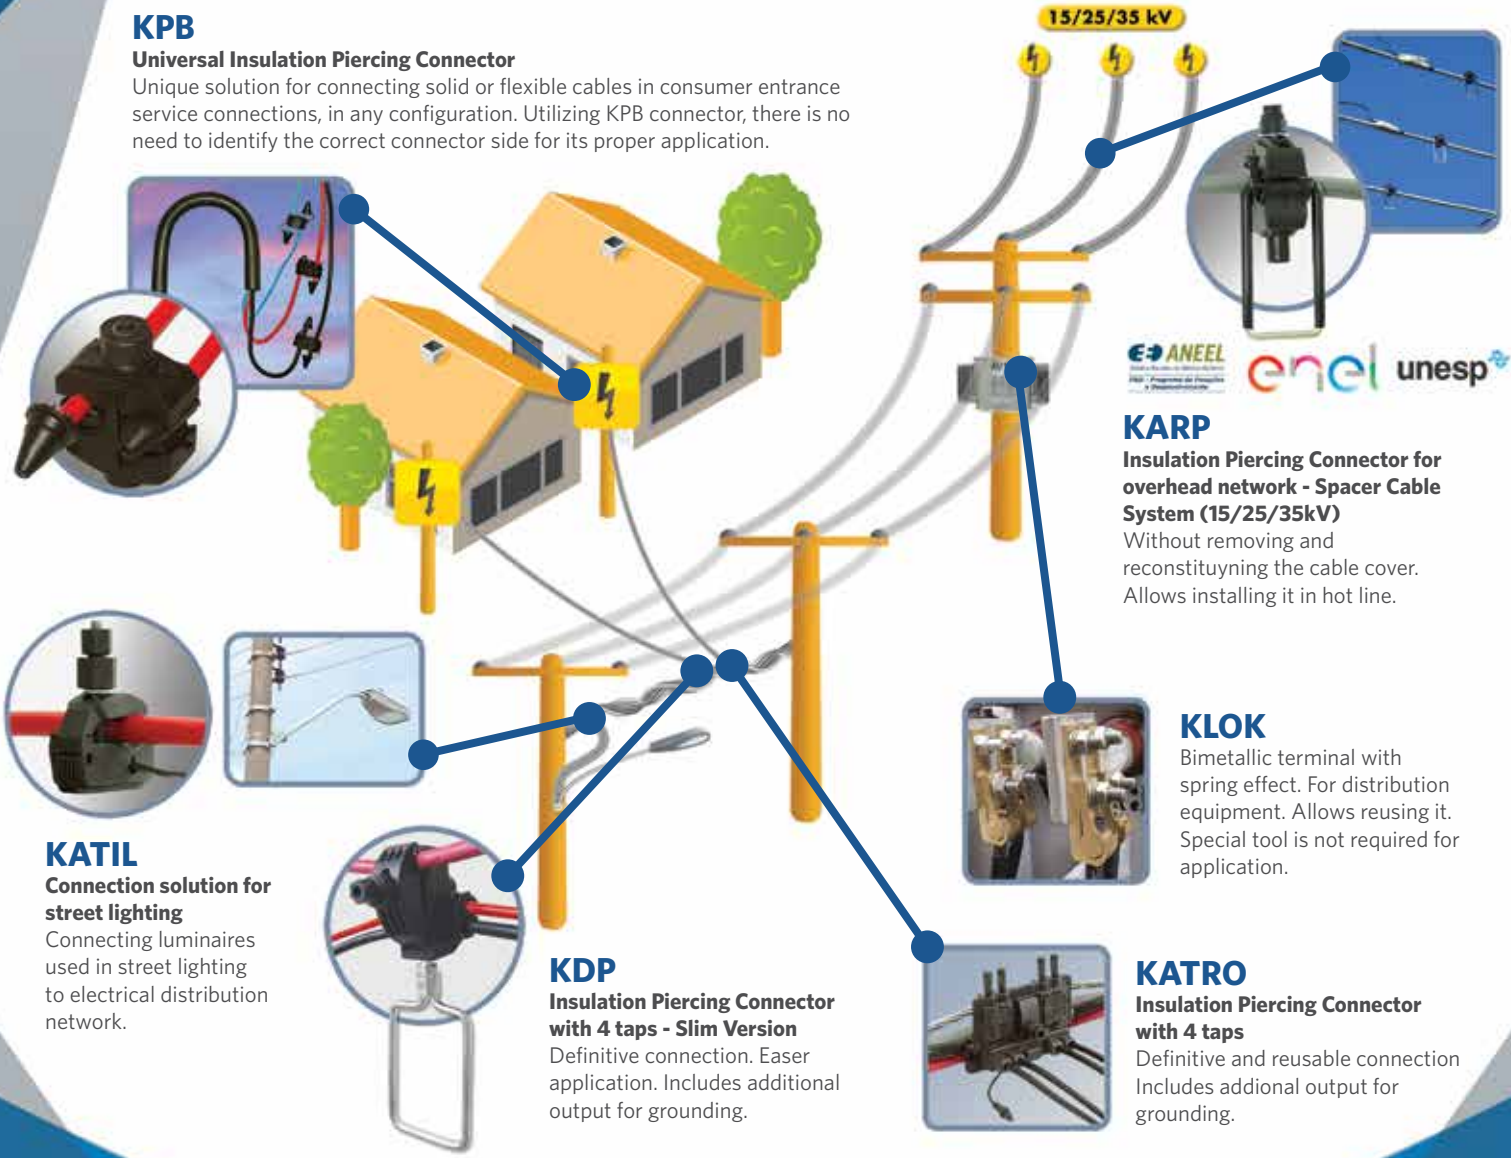 KPB
Universal Insulation Piercing Connector
Unique solution for connecting solid or flexible cables in consumer entrance
service connections, in any configuration. Utilizing KPB connector, there is no
need to identify the correct connector side for its proper application.
15/25/35 kV
ANEEL
enel
unesp
KARP
Insulation Piercing Connector for
overhead network - Spacer Cable
System (15/25/35kV)
Without removing and
reconstituyning the cable cover.
Allows installing it in hot line.
KLOK
Bimetallic terminal with
spring effect. For distribution
equipment. Allows reusing it.
Special tool is not required for
application.
KATIL
Connection solution for
street lighting
Connecting luminaires
used in street lighting
to electrical distribution
network.
KDP
Insulation Piercing Connector
with 4 taps - Slim Version
Definitive connection. Easer
application. Includes additional
output for grounding.
KATRO
Insulation Piercing Connector
with 4 taps
Definitive and reusable connection
Includes addional output for
grounding.